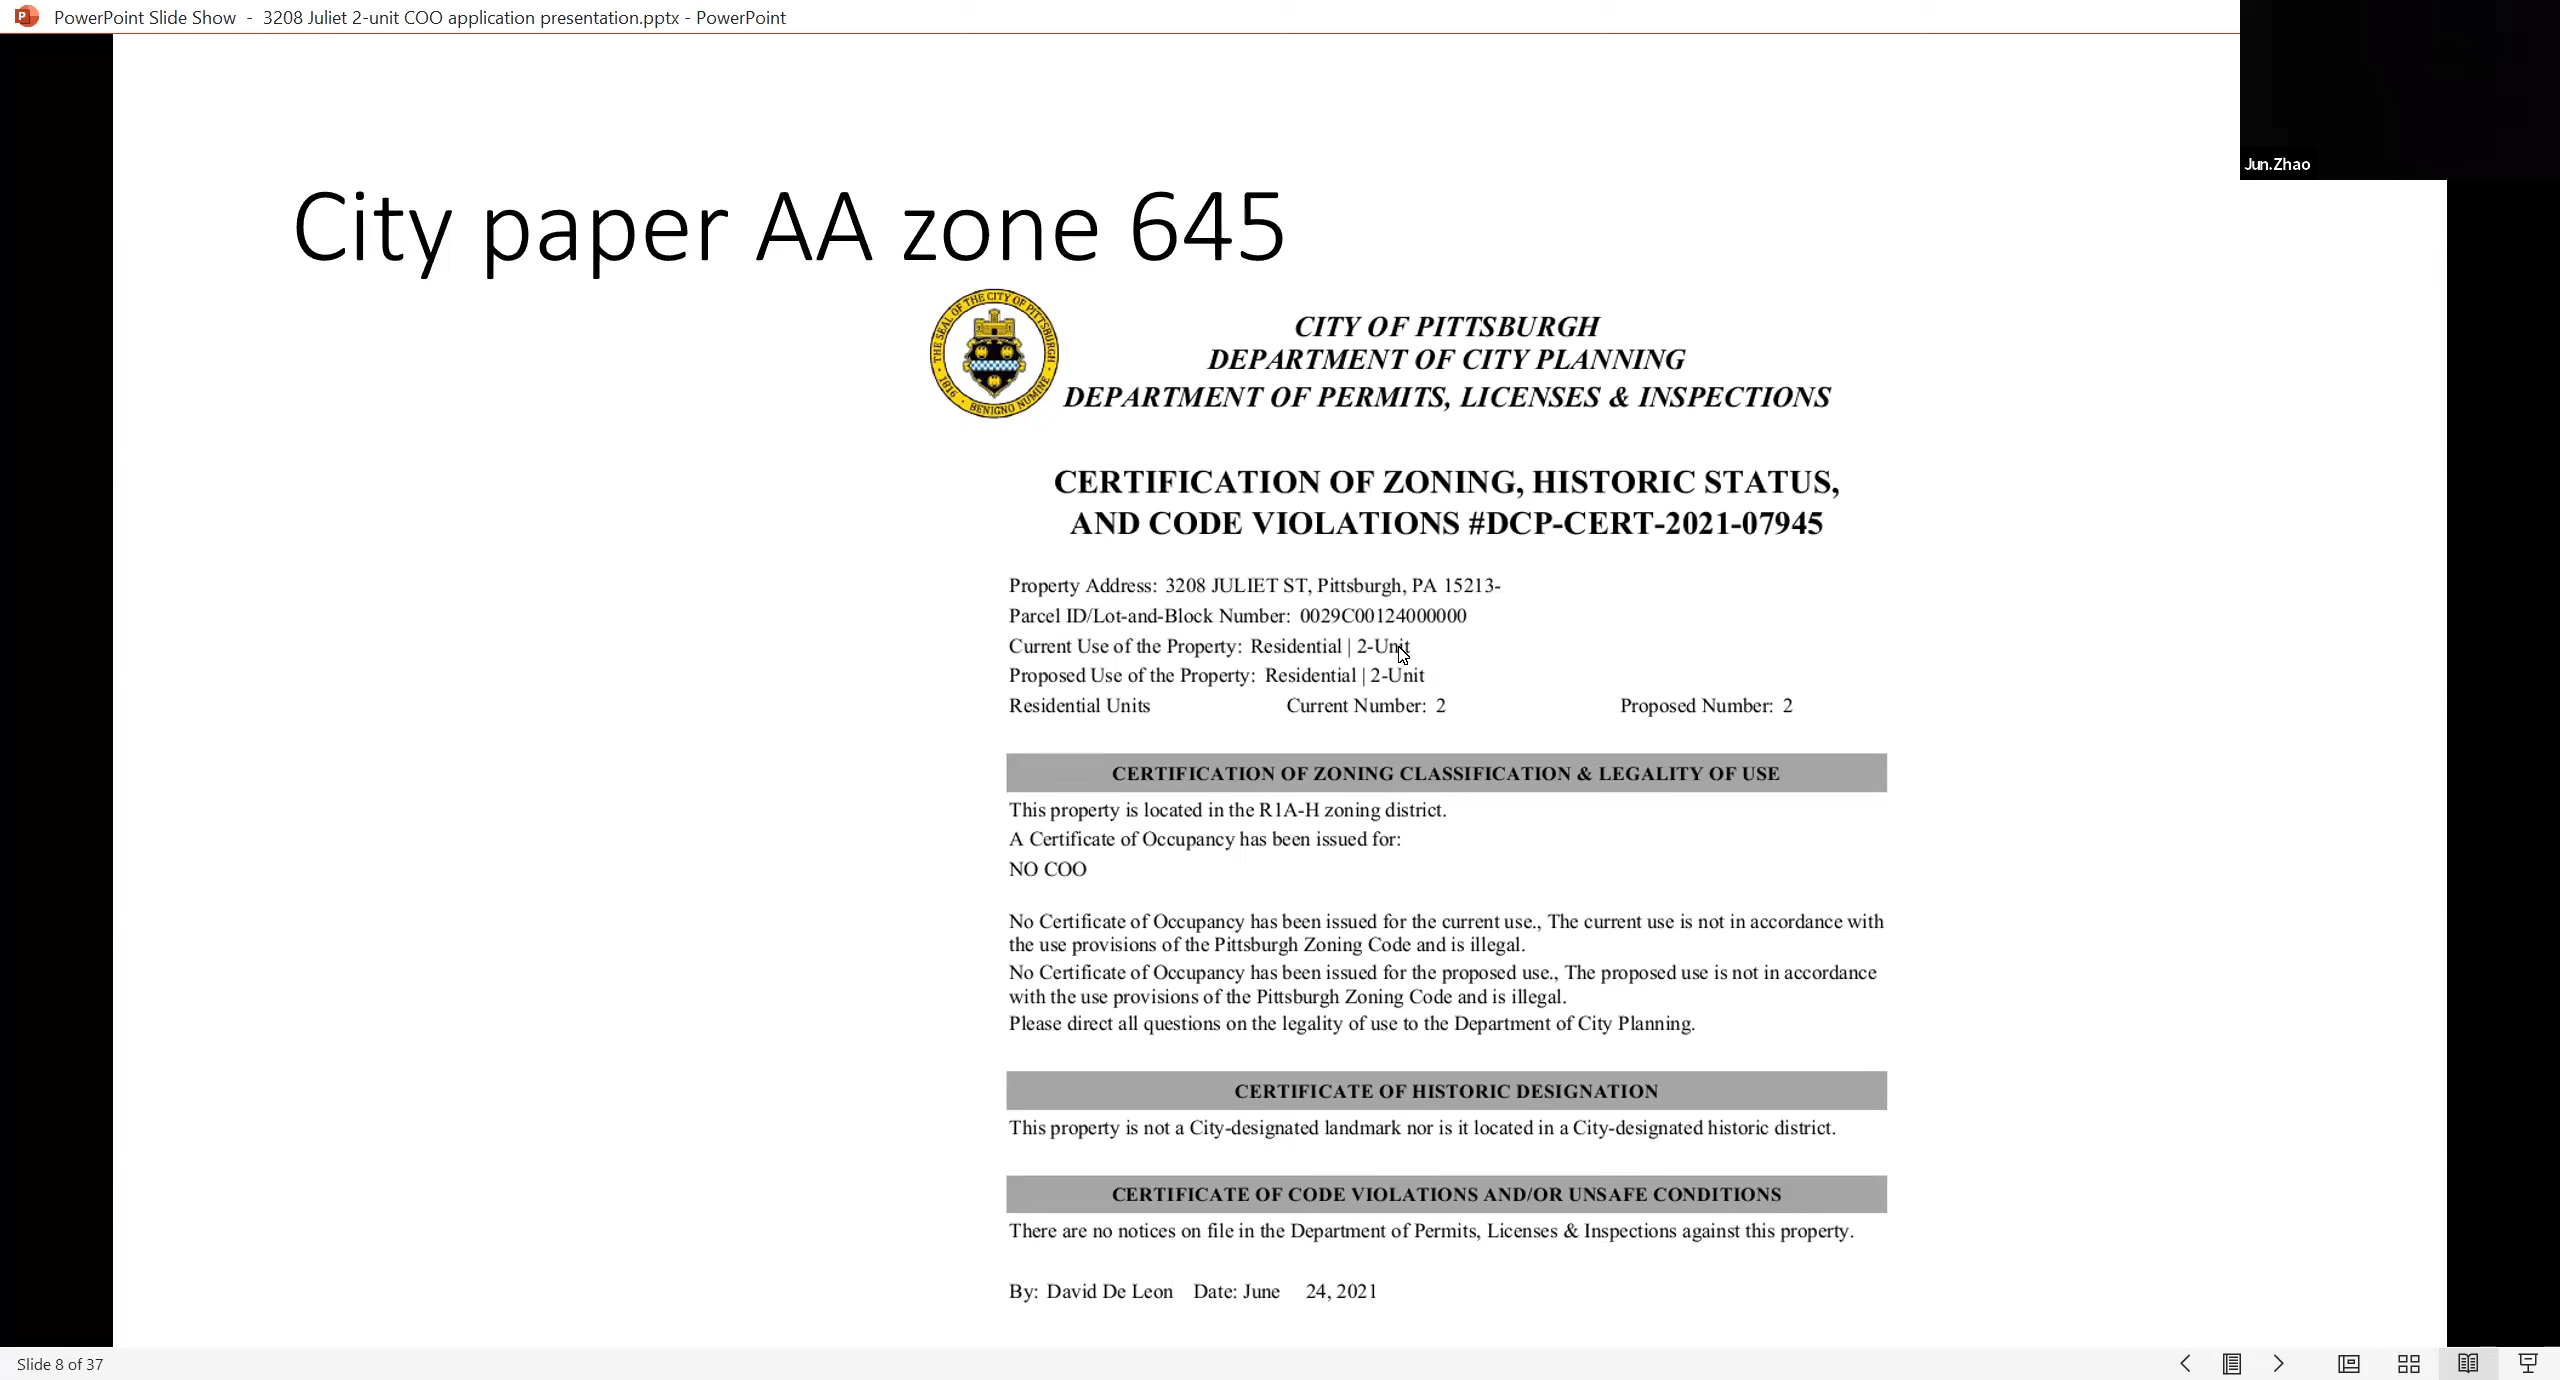 PowerPoint Slide Show - 3208 Juliet 2-unit COO application presentation.pptx - PowerPoint
Jun.Zhao
City paper AA zone 645
THE SEAL OF THE CITY OF PITTSBURGH
· 1816 · BENIGNO NUMINE ·
CITY OF PITTSBURGH
DEPARTMENT OF CITY PLANNING
DEPARTMENT OF PERMITS, LICENSES & INSPECTIONS
CERTIFICATION OF ZONING, HISTORIC STATUS,
AND CODE VIOLATIONS #DCP-CERT-2021-07945
Property Address: 3208 JULIET ST, Pittsburgh, PA 15213-
Parcel ID/Lot-and-Block Number: 0029C00124000000
Current Use of the Property: Residential | 2-Unit
Proposed Use of the Property: Residential | 2-Unit
Residential Units Current Number: 2 Proposed Number: 2
CERTIFICATION OF ZONING CLASSIFICATION & LEGALITY OF USE
This property is located in the R1A-H zoning district.
A Certificate of Occupancy has been issued for:
NO COO
No Certificate of Occupancy has been issued for the current use., The current use is not in accordance with
the use provisions of the Pittsburgh Zoning Code and is illegal.
No Certificate of Occupancy has been issued for the proposed use., The proposed use is not in accordance
with the use provisions of the Pittsburgh Zoning Code and is illegal.
Please direct all questions on the legality of use to the Department of City Planning.
CERTIFICATE OF HISTORIC DESIGNATION
This property is not a City-designated landmark nor is it located in a City-designated historic district.
CERTIFICATE OF CODE VIOLATIONS AND/OR UNSAFE CONDITIONS
There are no notices on file in the Department of Permits, Licenses & Inspections against this property.
By: David De Leon Date: June 24, 2021
Slide 8 of 37